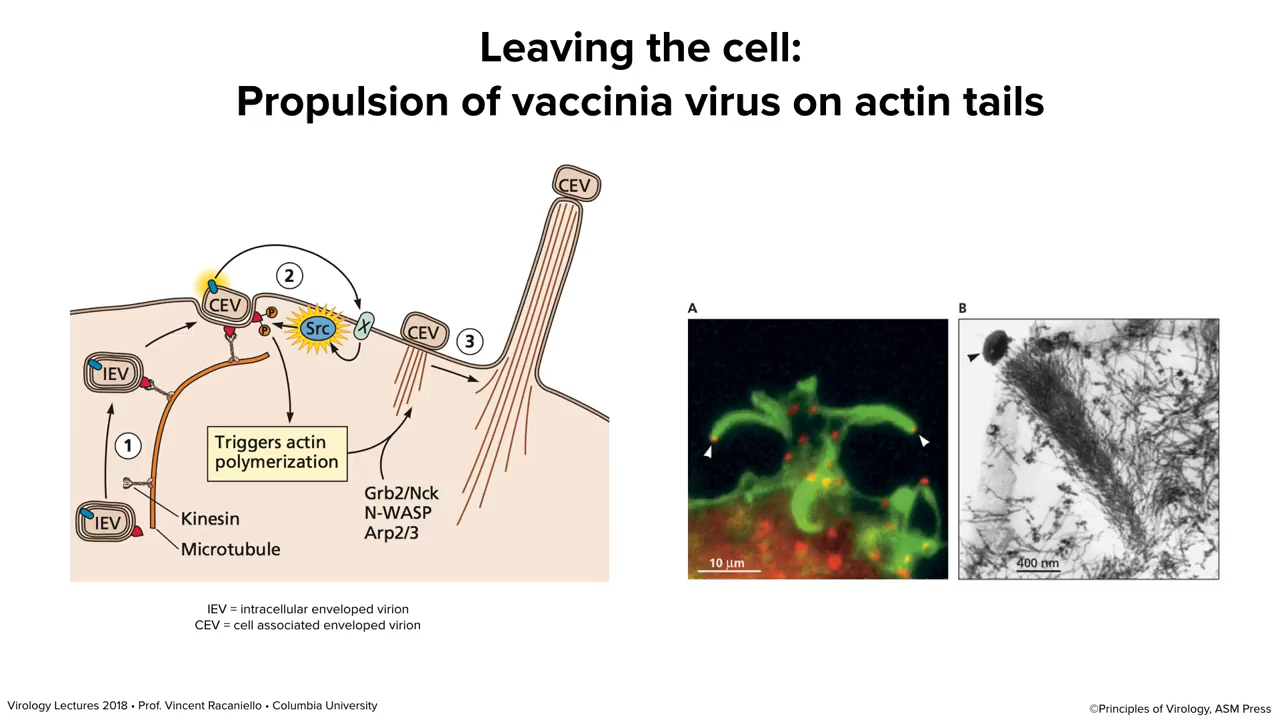 Leaving the cell:
Propulsion of vaccinia virus on actin tails
CEV
2
CEV
P
P
Src
X
CEV
3
IEV
1
Triggers actin
polymerization
Grb2/Nck
N-WASP
Arp2/3
IEV
Kinesin
Microtubule
IEV = intracellular enveloped virion
CEV = cell associated enveloped virion
A
10 µm
B
400 nm
Virology Lectures 2018 • Prof. Vincent Racaniello • Columbia University
©Principles of Virology, ASM Press